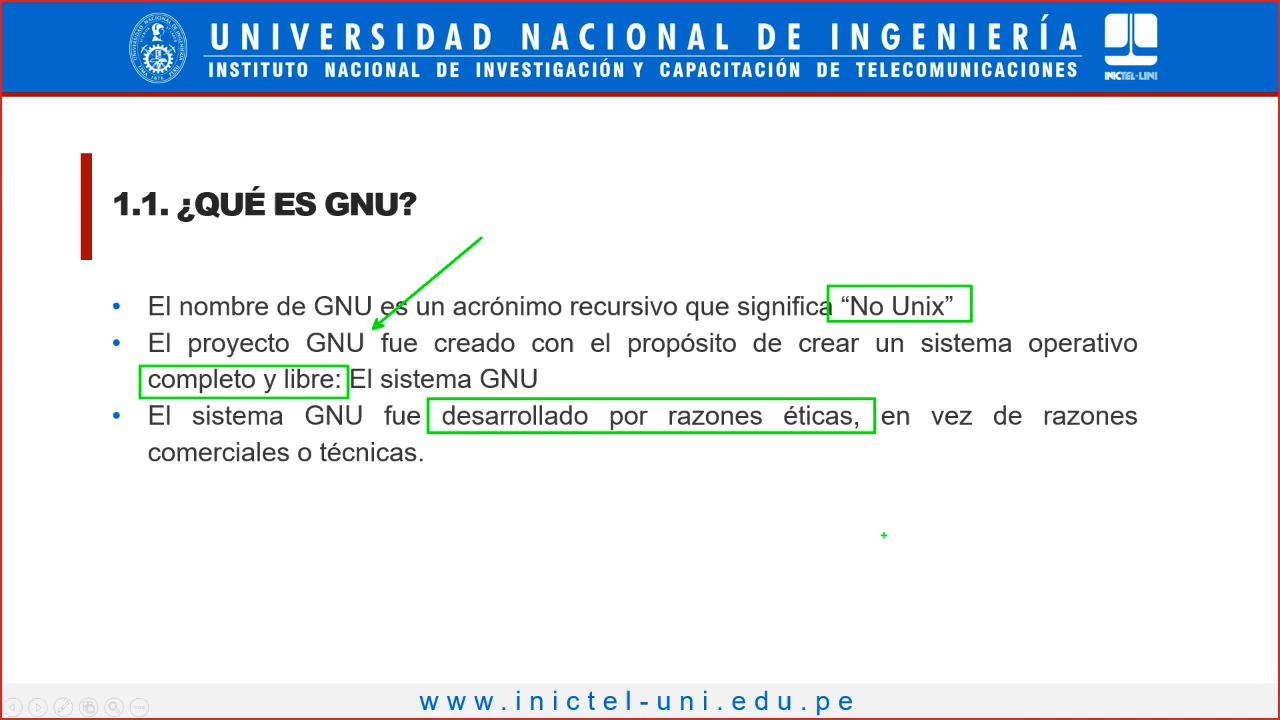 UNIVERSIDAD NACIONAL DE INGENIERÍA
INSTITUTO NACIONAL DE INVESTIGACIÓN Y CAPACITACIÓN DE TELECOMUNICACIONES
INICTEL-UNI
1.1. ¿QUÉ ES GNU?
• El nombre de GNU es un acrónimo recursivo que significa “No Unix”
• El proyecto GNU fue creado con el propósito de crear un sistema operativo
completo y libre: El sistema GNU
• El sistema GNU fue desarrollado por razones éticas, en vez de razones
comerciales o técnicas.
www.inictel-uni.edu.pe